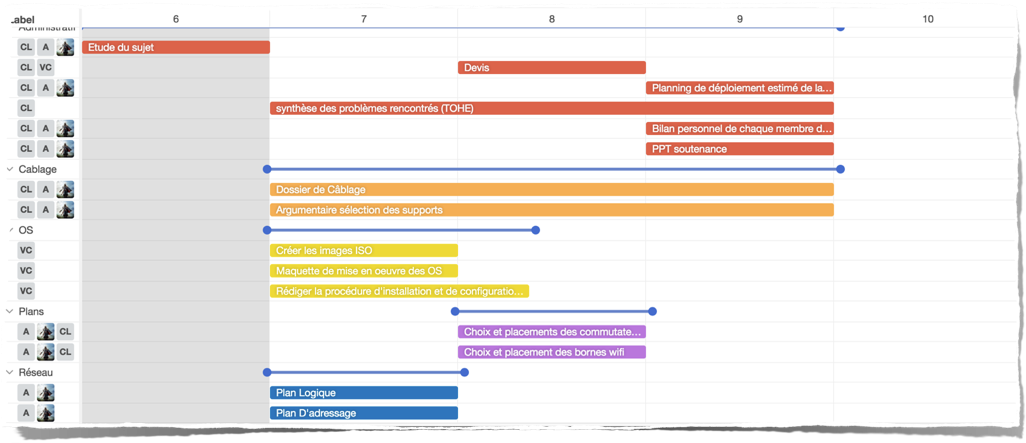 Label 6 7 8 9 10
Administratif
CL A Etude du sujet
CL VC Devis
CL A Planning de déploiement estimé de la...
CL synthèse des problèmes rencontrés (TOHE)
CL A Bilan personnel de chaque membre d...
CL A PPT soutenance
Cablage
CL A Dossier de Câblage
CL A Argumentaire sélection des supports
OS
VC Créer les images ISO
VC Maquette de mise en oeuvre des OS
VC Rédiger la procédure d'installation et de configuratio...
Plans
A CL Choix et placements des commutate...
A CL Choix et placement des bornes wifi
Réseau
A Plan Logique
A Plan D'adressage